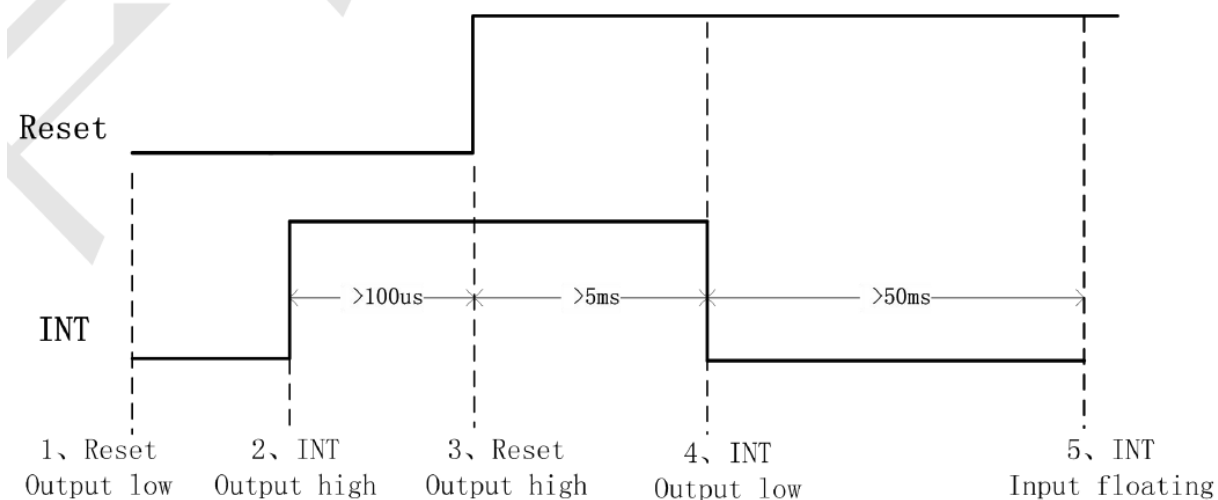 Reset
>100us
>5ms
>50ms
INT
1、Reset
Output low
2、INT
Output high
3、Reset
Output high
4、INT
Output low
5、INT
Input floating